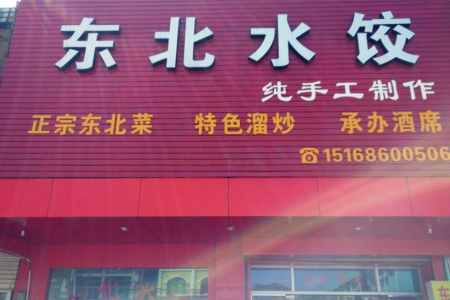 东北水饺
纯手工制作
正宗东北菜 特色溜炒 承办酒席
☎15168600506